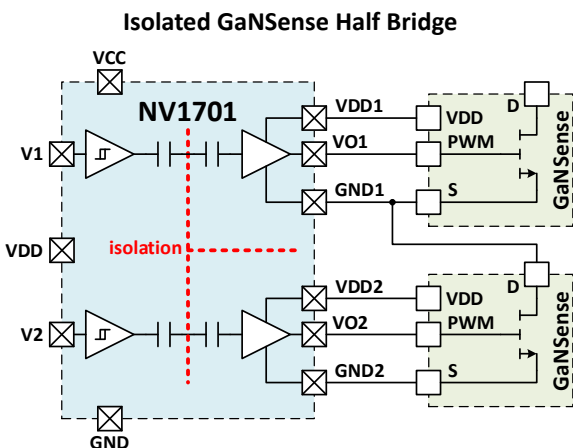 Isolated GaNSense Half Bridge
VCC
NV1701
VDD1
VDD
D
V1
VO1
PWM
GND1
S
GaNSense
VDD
isolation
VDD2
VDD
D
V2
VO2
PWM
GND2
S
GaNSense
GND